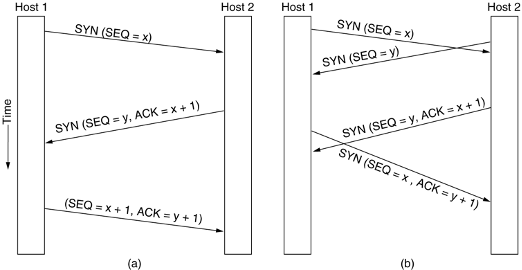 Host 1
Host 2
SYN (SEQ = x)
SYN (SEQ = y, ACK = x + 1)
(SEQ = x + 1, ACK = y + 1)
Time
(a)
Host 1
Host 2
SYN (SEQ = x)
SYN (SEQ = y)
SYN (SEQ = y, ACK = x + 1)
SYN (SEQ = x , ACK = y + 1)
(b)